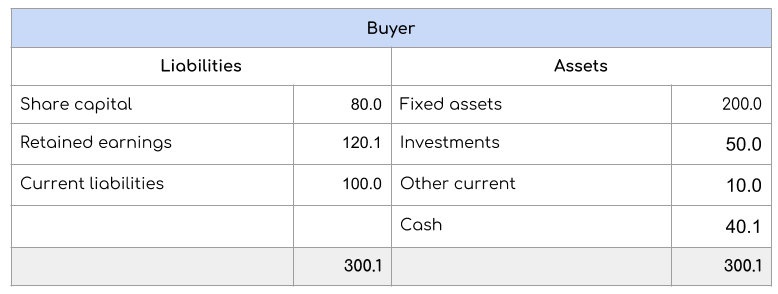 Buyer
Liabilities Assets
Share capital 80.0 Fixed assets 200.0
Retained earnings 120.1 Investments 50.0
Current liabilities 100.0 Other current 10.0
Cash 40.1
300.1 300.1